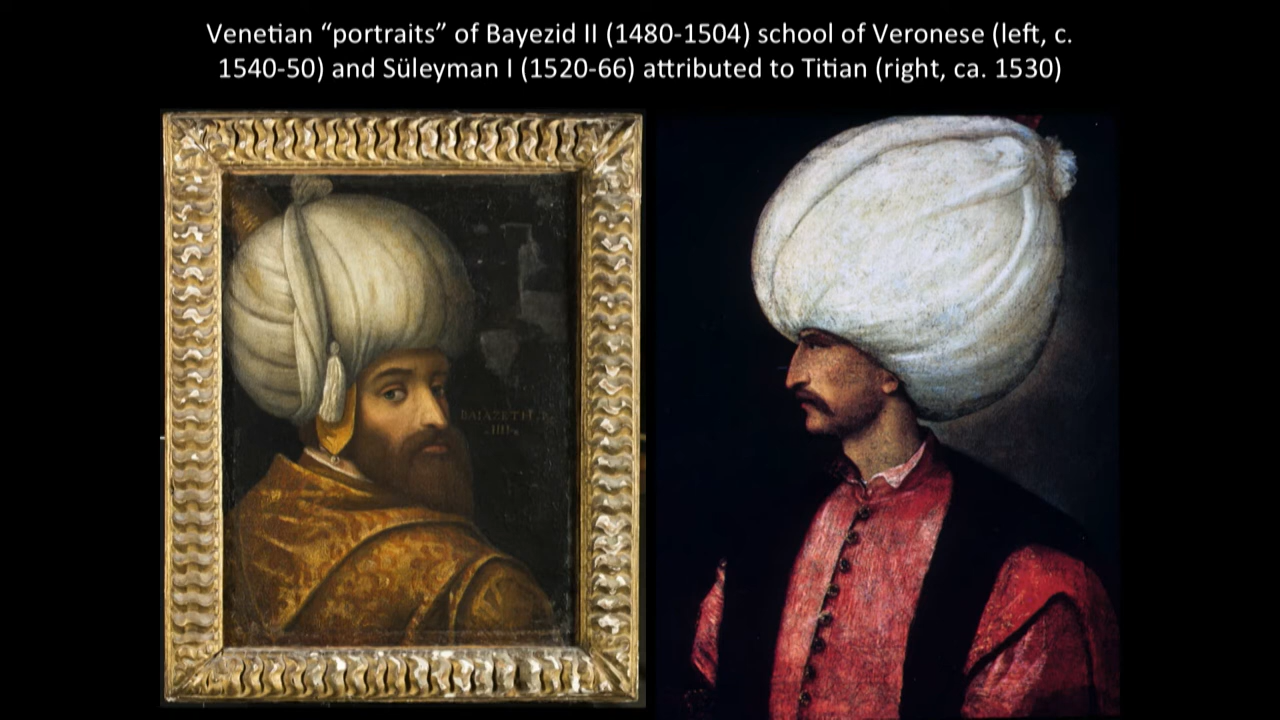 Venetian “portraits” of Bayezid II (1480-1504) school of Veronese (left, c.
1540-50) and Süleyman I (1520-66) attributed to Titian (right, ca. 1530)
BAIAZETH